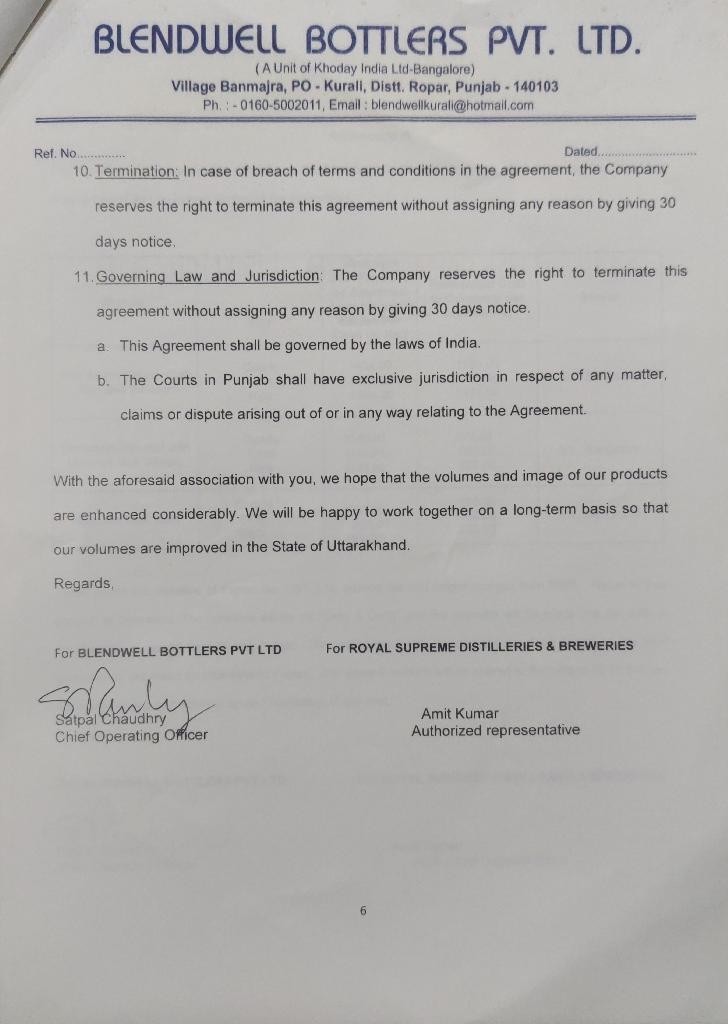 BLENDWELL BOTTLERS PVT. LTD.
( A Unit of Khoday India Ltd-Bangalore)
Village Banmajra, PO - Kurali, Distt. Ropar, Punjab - 140103
Ph. : - 0160-5002011, Email : blendwellkurali@hotmail.com
Ref. No.............. Dated............................
10. Termination: In case of breach of terms and conditions in the agreement, the Company
reserves the right to terminate this agreement without assigning any reason by giving 30
days notice.
11. Governing Law and Jurisdiction: The Company reserves the right to terminate this
agreement without assigning any reason by giving 30 days notice.
a. This Agreement shall be governed by the laws of India.
b. The Courts in Punjab shall have exclusive jurisdiction in respect of any matter,
claims or dispute arising out of or in any way relating to the Agreement.
With the aforesaid association with you, we hope that the volumes and image of our products
are enhanced considerably. We will be happy to work together on a long-term basis so that
our volumes are improved in the State of Uttarakhand.
Regards,
For BLENDWELL BOTTLERS PVT LTD For ROYAL SUPREME DISTILLERIES & BREWERIES
Satpal Chaudhry Amit Kumar
Chief Operating Officer Authorized representative
6